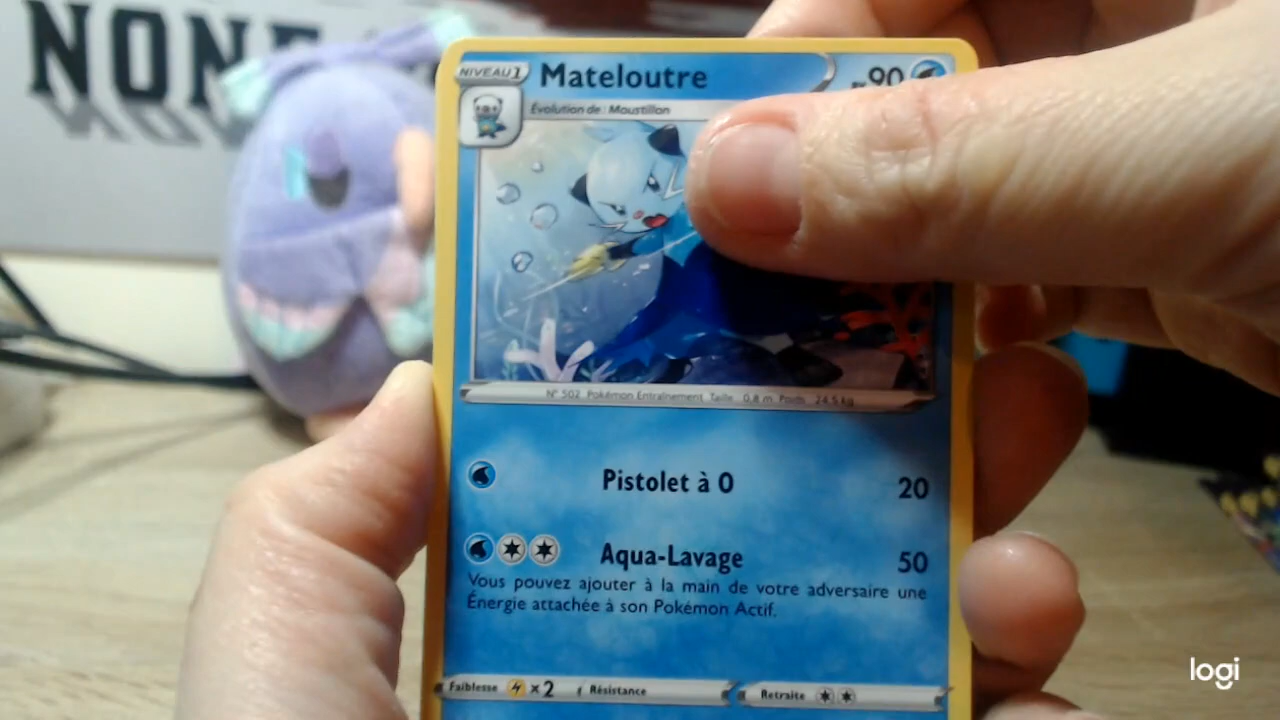 NIVEAU 1
Mateloutre
90
Évolution de : Moustillon
N° 502 Pokémon Entraînement Taille 0,8 m Poids 24,5 kg
Pistolet à O 20
Aqua-Lavage 50
Vous pouvez ajouter à la main de votre adversaire une
Énergie attachée à son Pokémon Actif.
Faiblesse ×2 Résistance Retraite
logi